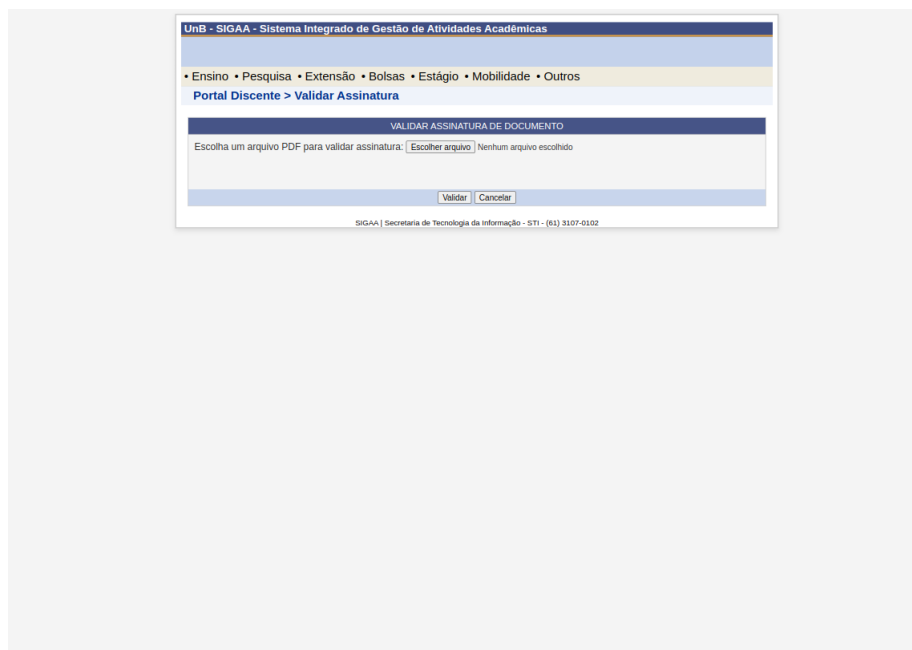 UnB - SIGAA - Sistema Integrado de Gestão de Atividades Acadêmicas
• Ensino • Pesquisa • Extensão • Bolsas • Estágio • Mobilidade • Outros
Portal Discente > Validar Assinatura
VALIDAR ASSINATURA DE DOCUMENTO
Escolha um arquivo PDF para validar assinatura: Escolher arquivo Nenhum arquivo escolhido
Validar Cancelar
SIGAA | Secretaria de Tecnologia da Informação - STI - (61) 3107-0102